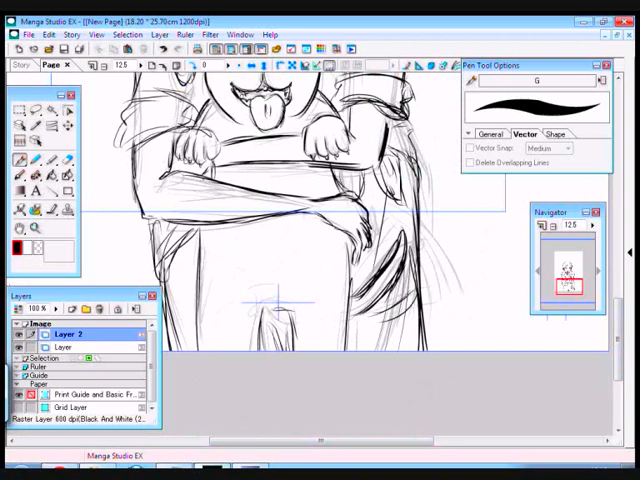 Manga Studio EX - [[New Page] (18.20 * 25.70cm 1200dpi)]
File Edit Story View Selection Layer Ruler Filter Window Help
Story Page 12.5 0
Pen Tool Options
G
General Vector Shape
Vector Snap: Medium
Delete Overlapping Lines
Navigator
12.5
Layers
100 %
Image
Layer 2
Layer
Selection
Ruler
Guide
Paper
Print Guide and Basic Fr...
Grid Layer
Raster Layer 600 dpi(Black And White (2...
Manga Studio EX